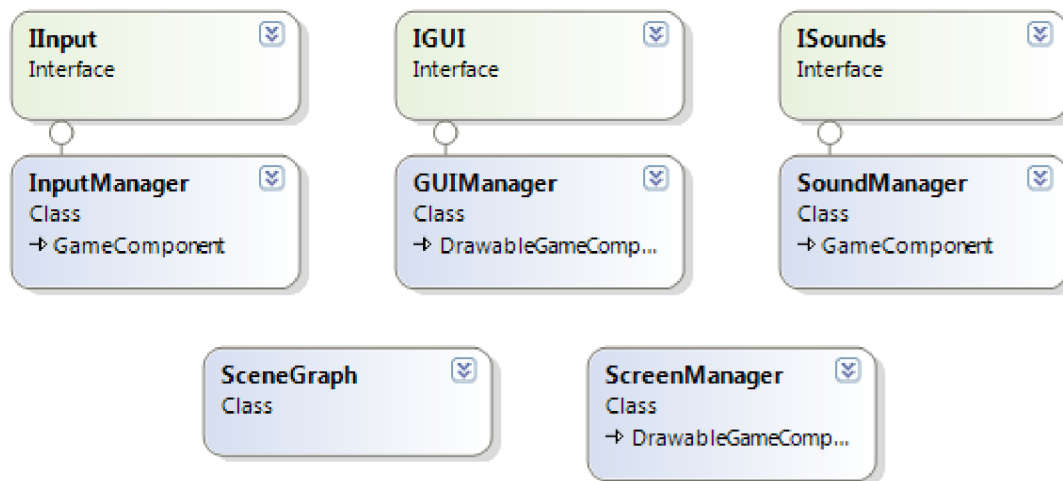 IInput
Interface
IGUI
Interface
ISounds
Interface
InputManager
Class
GameComponent
GUIManager
Class
DrawableGameComp...
SoundManager
Class
GameComponent
SceneGraph
Class
ScreenManager
Class
DrawableGameComp...